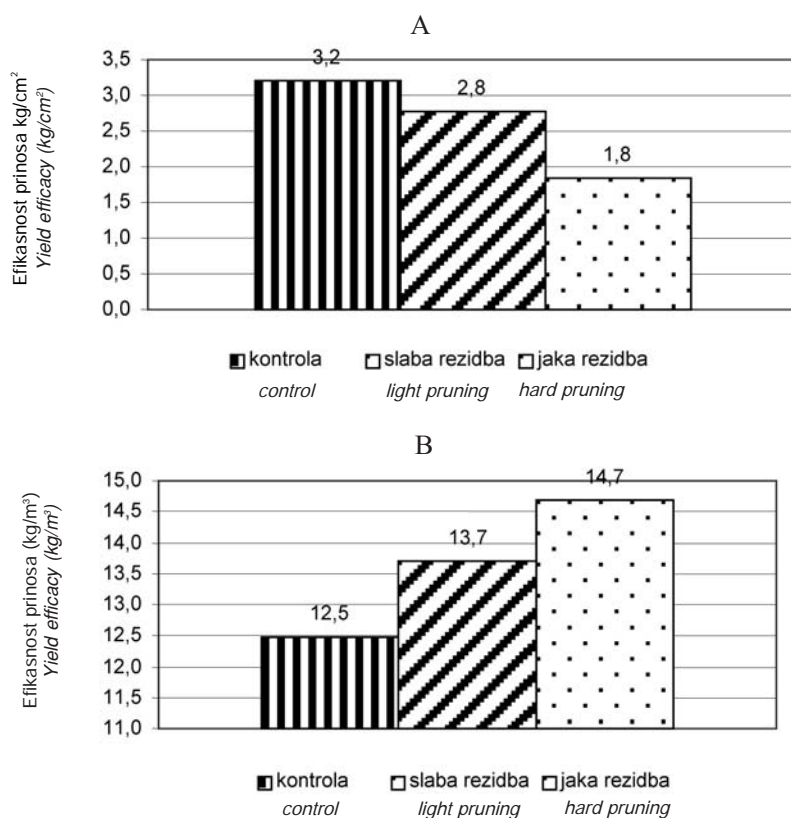 A
Efikasnost prinosa kg/cm²
Yield efficacy (kg/cm²)
3,5
3,0
2,5
2,0
1,5
1,0
0,5
0,0
3,2
2,8
1,8
kontrola slaba rezidba jaka rezidba
control light pruning hard pruning
B
Efikasnost prinosa (kg/m³)
Yield efficacy (kg/m³)
15,0
14,5
14,0
13,5
13,0
12,5
12,0
11,5
11,0
12,5
13,7
14,7
kontrola slaba rezidba jaka rezidba
control light pruning hard pruning